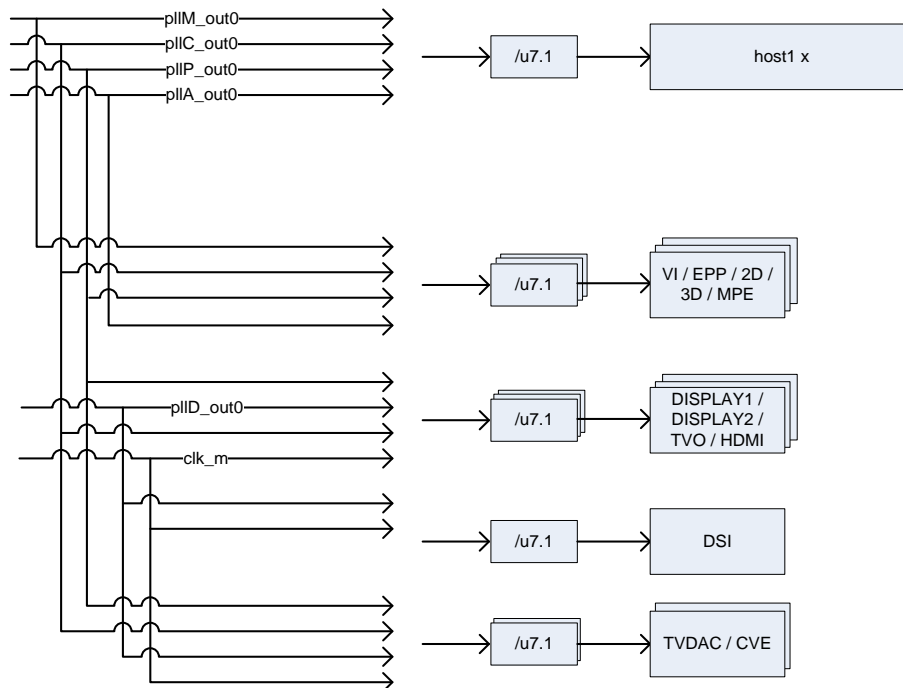 pllM_out0
pllC_out0
pllP_out0
pllA_out0
/u7.1
host1 x
/u7.1
VI / EPP / 2D /
3D / MPE
pllD_out0
clk_m
/u7.1
DISPLAY1 /
DISPLAY2 /
TVO / HDMI
/u7.1
DSI
/u7.1
TVDAC / CVE